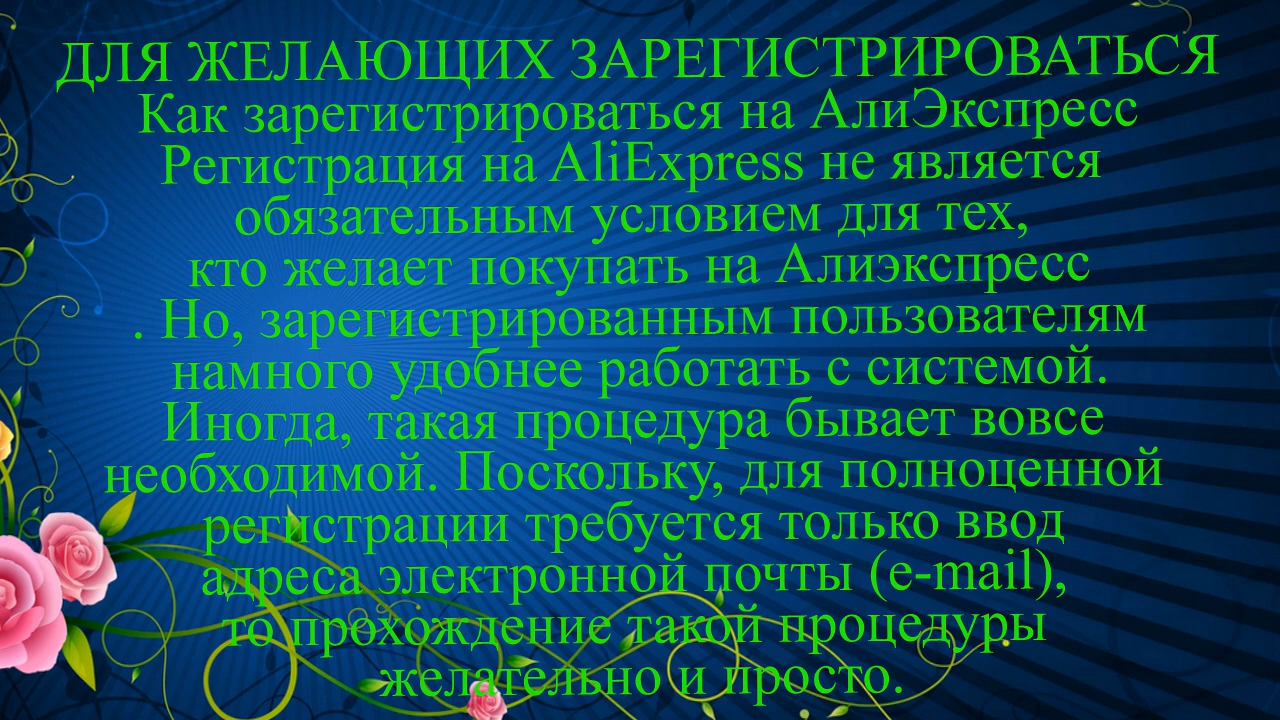 ДЛЯ ЖЕЛАЮЩИХ ЗАРЕГИСТРИРОВАТЬСЯ
Как зарегистрироваться на АлиЭкспресс
Регистрация на AliExpress не является
обязательным условием для тех,
кто желает покупать на Алиэкспресс
. Но, зарегистрированным пользователям
намного удобнее работать с системой.
Иногда, такая процедура бывает вовсе
необходимой. Поскольку, для полноценной
регистрации требуется только ввод
адреса электронной почты (e-mail),
то прохождение такой процедуры
желательно и просто.